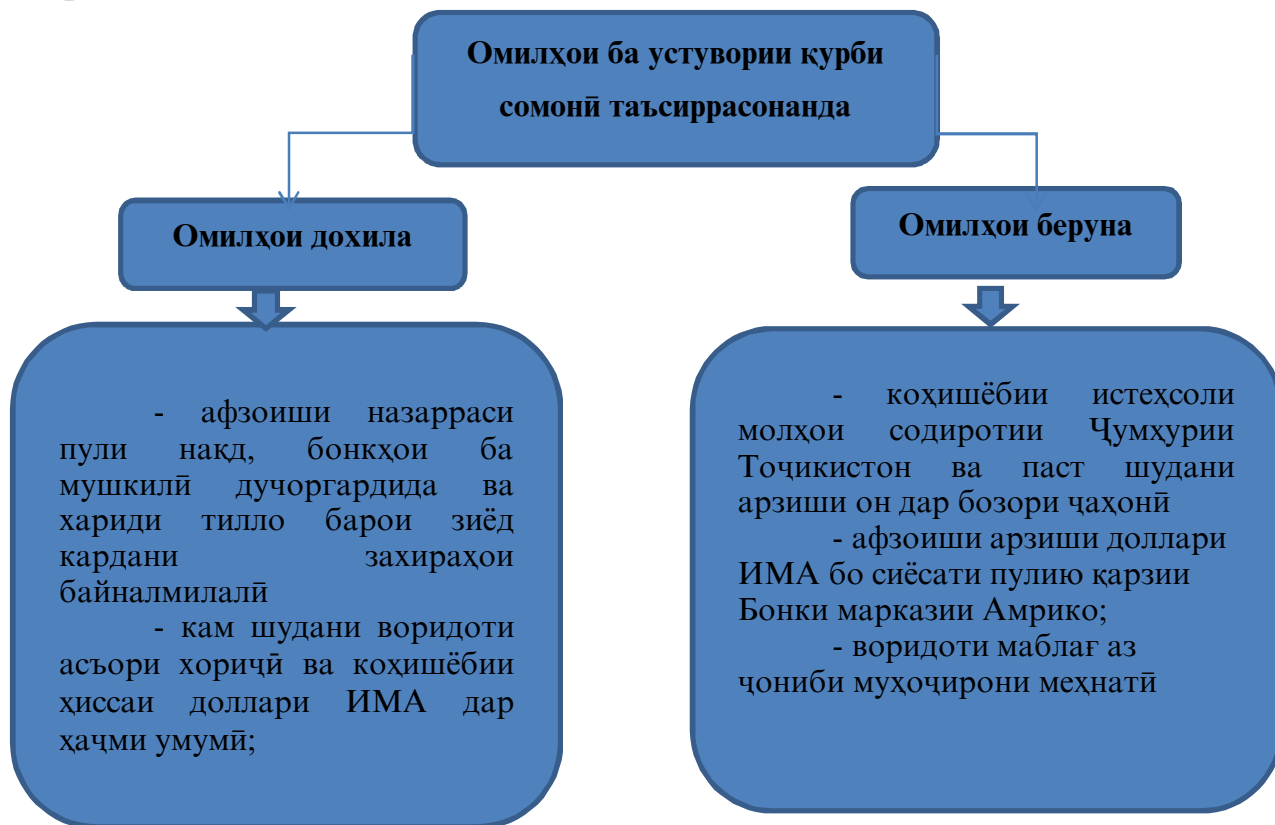 Омилҳои ба устувории қурби
сомонӣ таъсиррасонанда
Омилҳои дохила
Омилҳои беруна
- афзоиши назарраси
пули нақд, бонкҳои ба
мушкилӣ дучоргардида ва
хариди тилло барои зиёд
кардани захираҳои
байналмилалӣ
- кам шудани воридоти
асъори хориҷӣ ва коҳишёбии
ҳиссаи доллари ИМА дар
ҳаҷми умумӣ;
- коҳишёбии истеҳсоли
молҳои содиротии Ҷумҳурии
Тоҷикистон ва паст шудани
арзиши он дар бозори ҷаҳонӣ
- афзоиши арзиши доллари
ИМА бо сиёсати пулию қарзии
Бонки марказии Амрико;
- воридоти маблағ аз
ҷониби муҳоҷирони меҳнатӣ